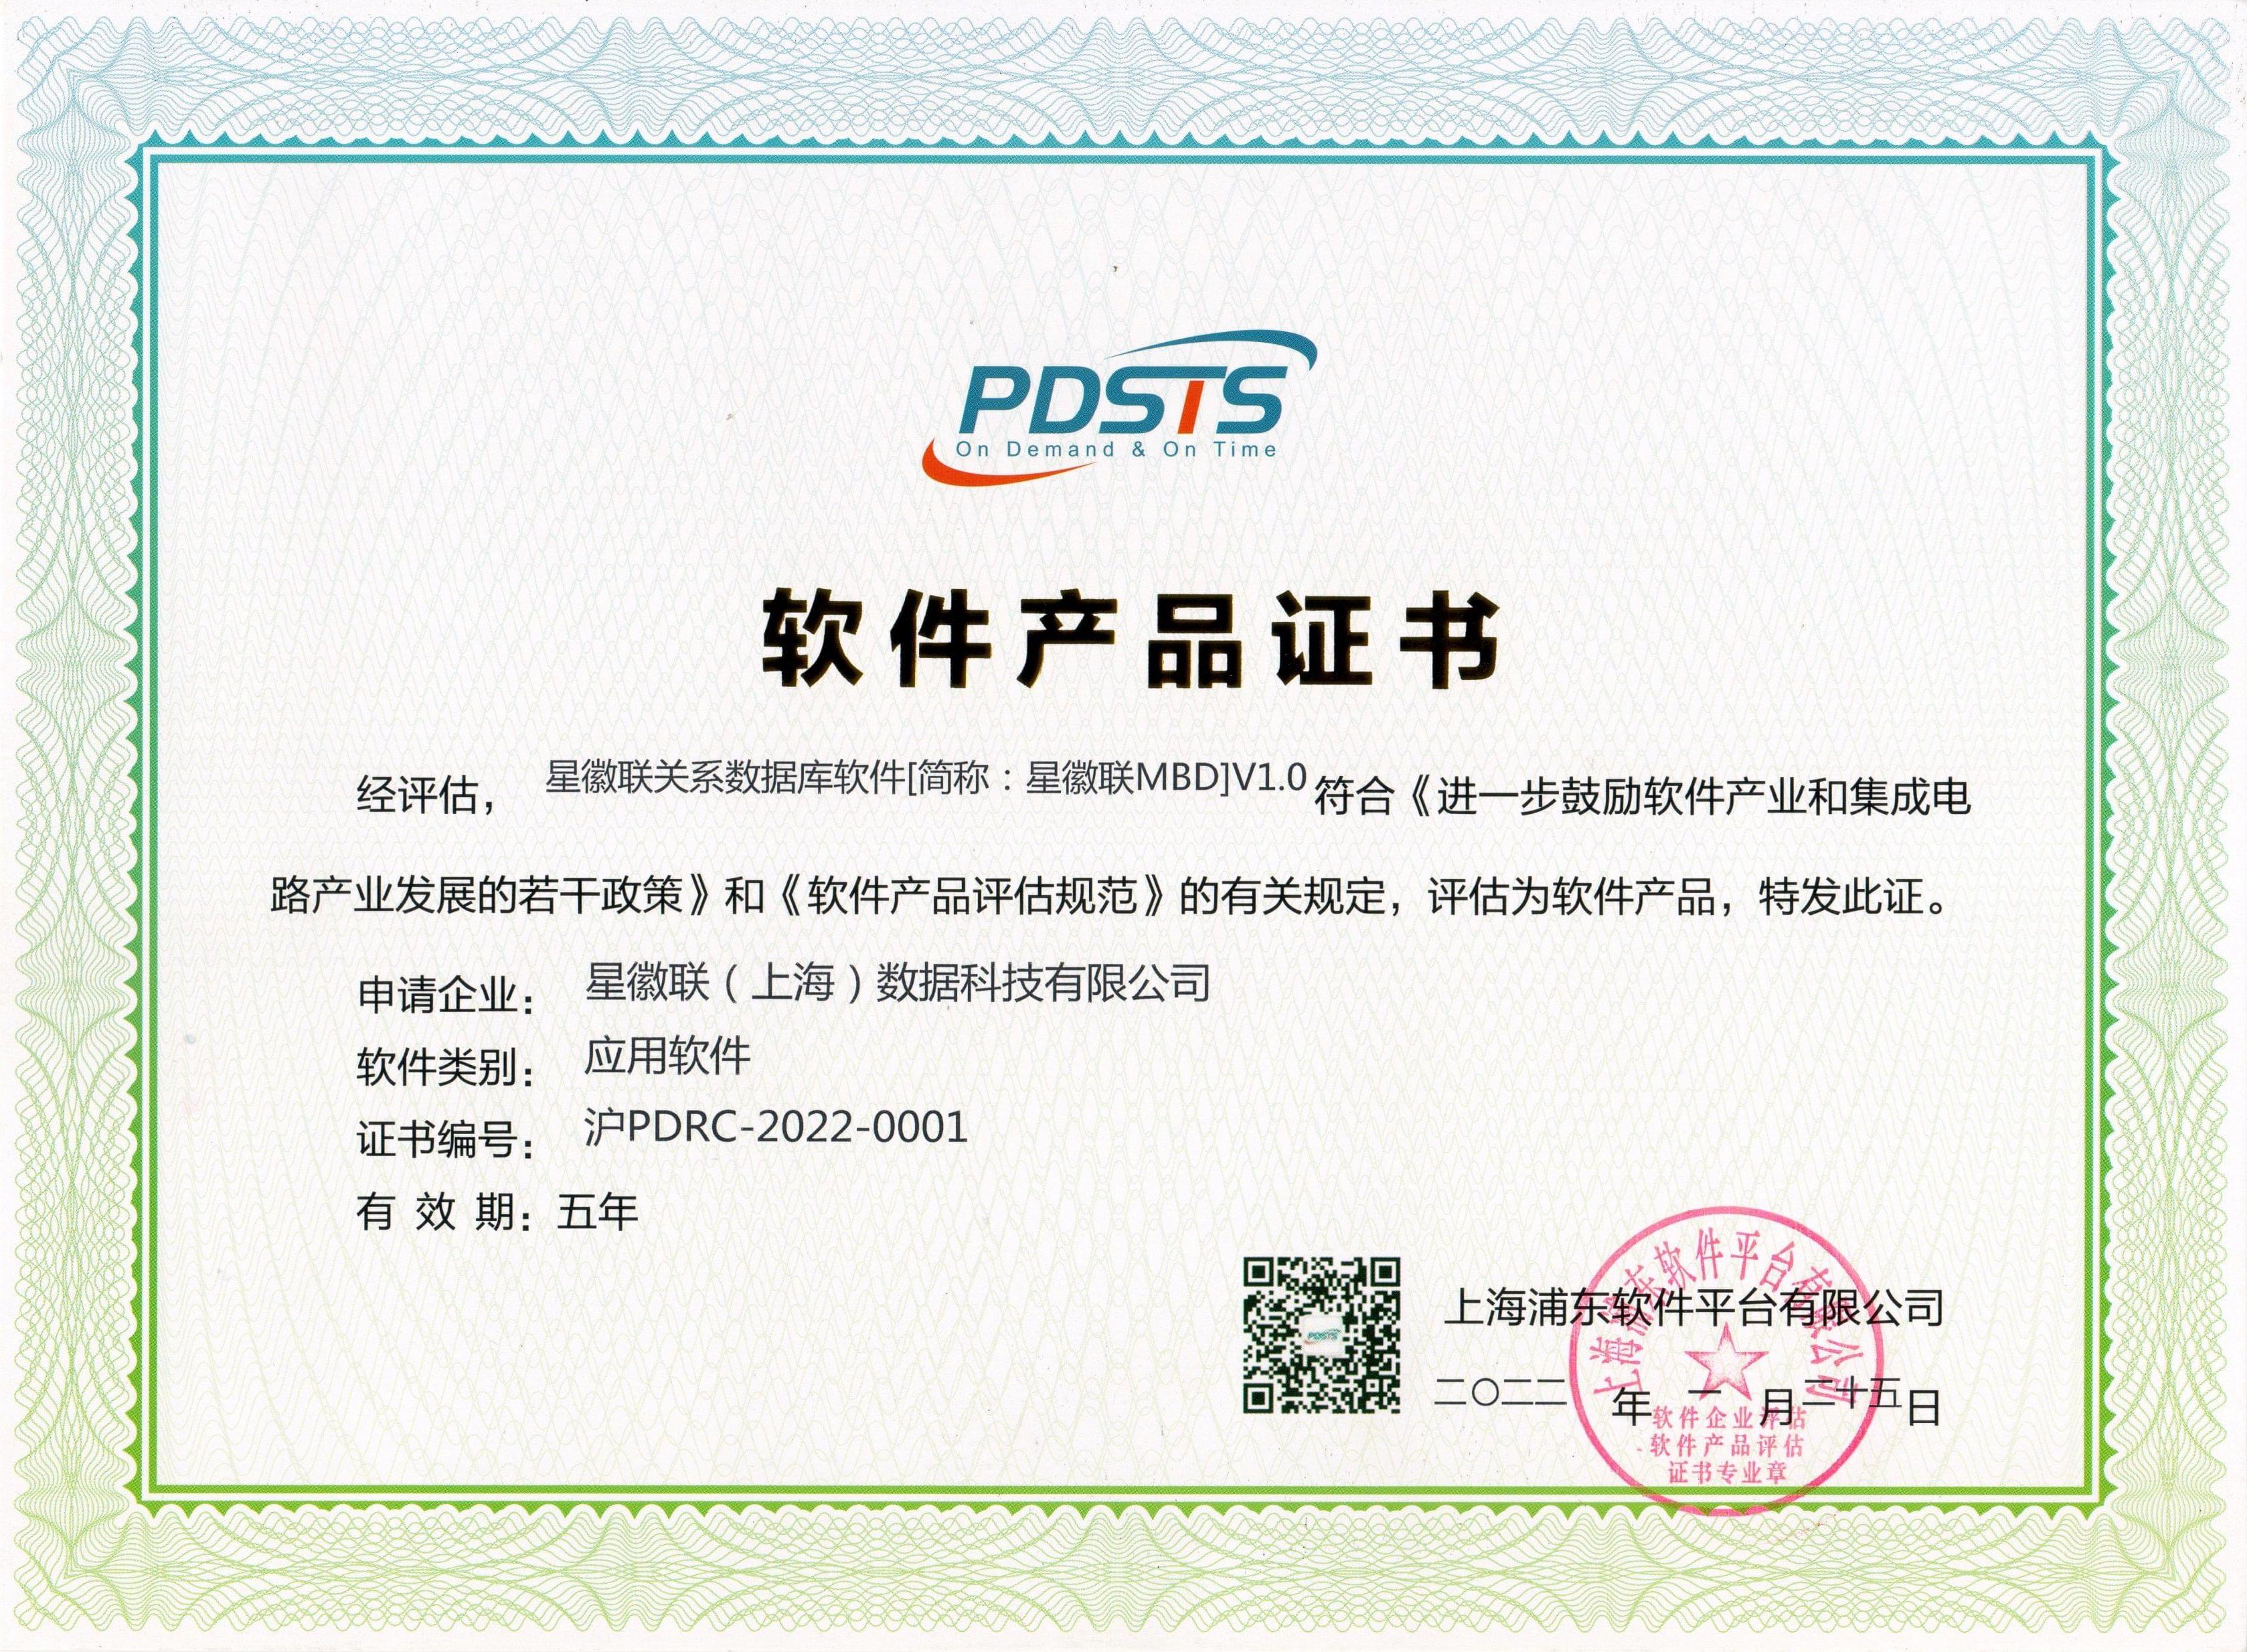 PDSTS
On Demand & On Time
软件产品证书
经评估，星徽联关系数据库软件[简称：星徽联MBD]V1.0符合《进一步鼓励软件产业和集成电
路产业发展的若干政策》和《软件产品评估规范》的有关规定，评估为软件产品，特发此证。
申请企业：星徽联（上海）数据科技有限公司
软件类别：应用软件
证书编号：沪PDRC-2022-0001
有效期：五年
PDSTS
上海浦东软件平台有限公司
二〇二二年二月二十五日
上海浦东软件平台有限公司
软件企业评估
软件产品评估
证书专业章